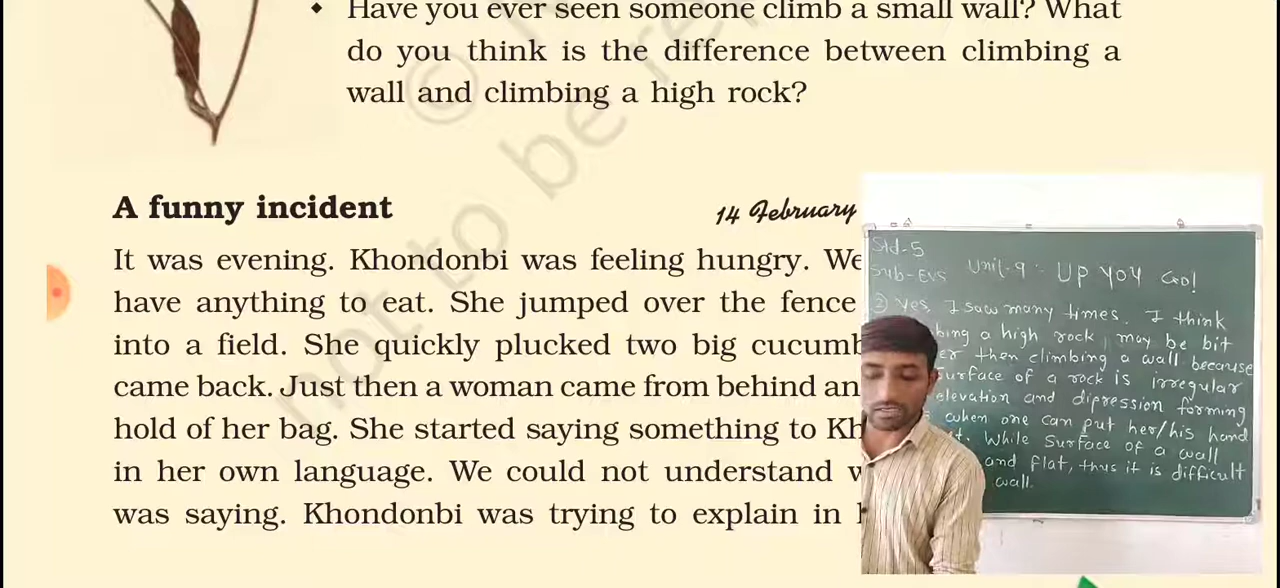 Have you ever seen someone climb a small wall? What
do you think is the difference between climbing a
wall and climbing a high rock?
A funny incident
14 February
It was evening. Khondonbi was feeling hungry. We
have anything to eat. She jumped over the fence
into a field. She quickly plucked two big cucumb
came back. Just then a woman came from behind an
hold of her bag. She started saying something to Kh
in her own language. We could not understand w
was saying. Khondonbi was trying to explain in
not to be re
Std-5
Sub-EVS Unit-9:- UP YOU Go!
② Yes, I saw many times. I think
bing a high rock, may be bit
er then climbing a wall because
surface of a rock is irregular
elevation and dipression forming
when one can put her/his hand
t. While surface of a wall
and flat, thus it is difficult
wall.